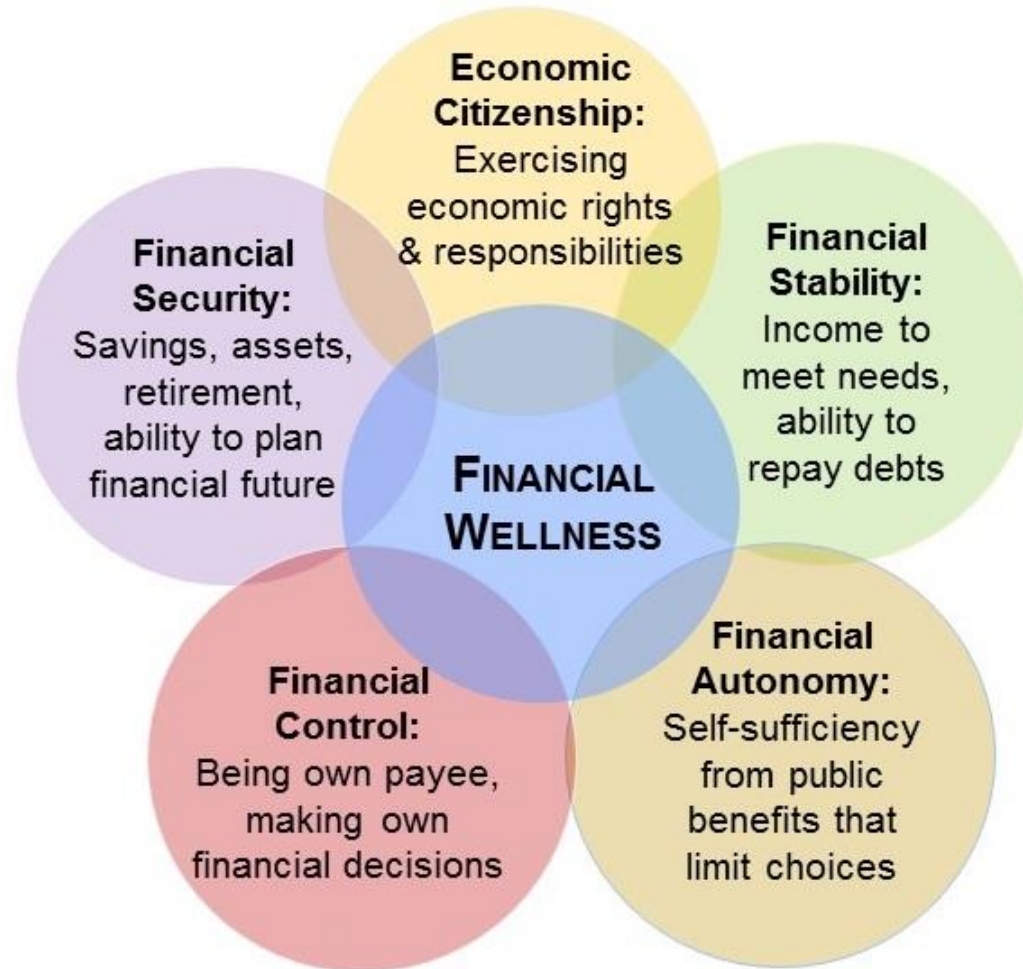 Economic
Citizenship:
Exercising
economic rights
& responsibilities
Financial
Security:
Savings, assets,
retirement,
ability to plan
financial future
Financial
Stability:
Income to
meet needs,
ability to
repay debts
FINANCIAL
WELLNESS
Financial
Control:
Being own payee,
making own
financial decisions
Financial
Autonomy:
Self-sufficiency
from public
benefits that
limit choices